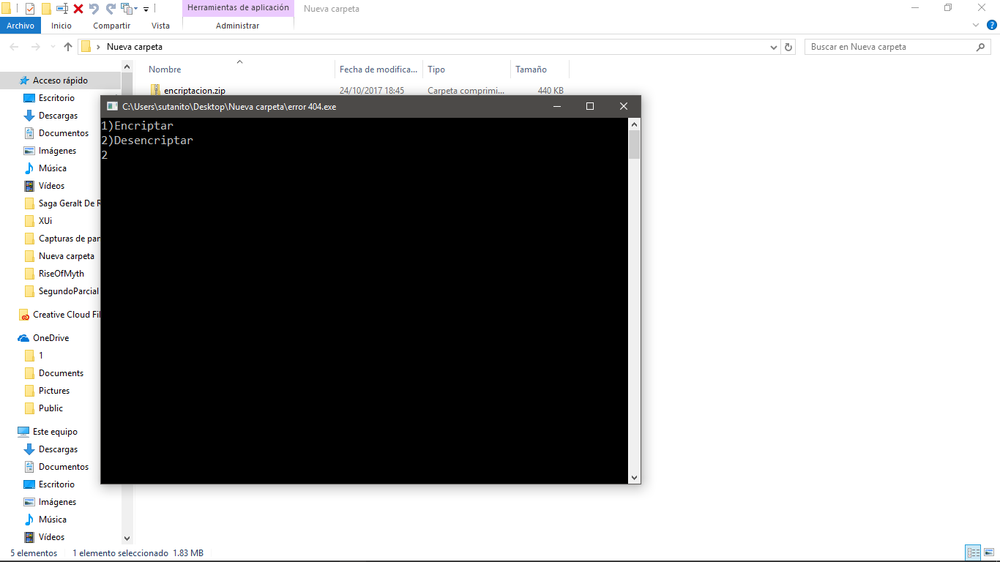 Herramientas de aplicación
Nueva carpeta
Archivo
Inicio
Compartir
Vista
Administrar
Nueva carpeta
Buscar en Nueva carpeta
Nombre
Fecha de modifica...
Tipo
Tamaño
encriptacion.zip
24/10/2017 18:45
Carpeta comprimi...
440 KB
Acceso rápido
Escritorio
Descargas
Documentos
Imágenes
Música
Vídeos
Saga Geralt De R
XUi
Capturas de pan
Nueva carpeta
RiseOfMyth
SegundoParcial
Creative Cloud Fil
OneDrive
1
Documents
Pictures
Public
Este equipo
Descargas
Documentos
Escritorio
Imágenes
Música
Vídeos
C:\Users\sutanito\Desktop\Nueva carpeta\error 404.exe
1)Encriptar
2)Desencriptar
2
5 elementos
1 elemento seleccionado 1.83 MB